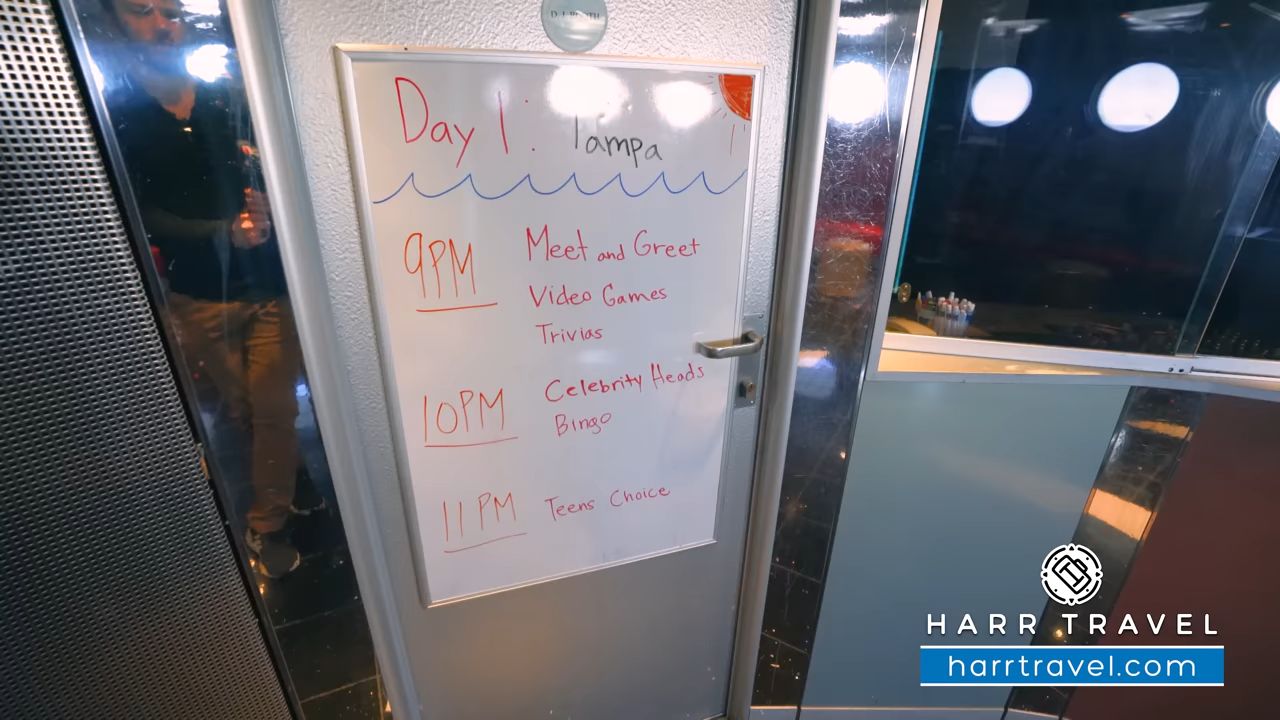 Day 1: Tampa
9PM Meet and Greet
Video Games
Trivias
10PM Celebrity Heads
Bingo
11PM Teens Choice
HARR TRAVEL
harrtravel.com